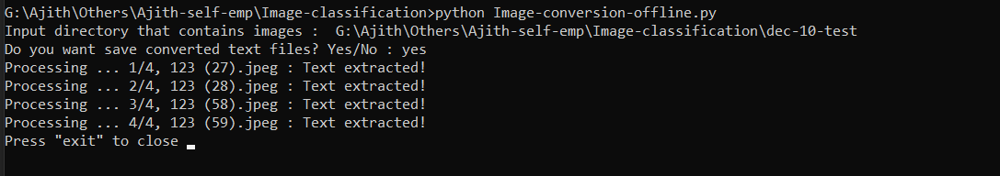 G:\Ajith\Others\Ajith-self-emp\Image-classification>python Image-conversion-offline.py
Input directory that contains images :  G:\Ajith\Others\Ajith-self-emp\Image-classification\dec-10-test
Do you want save converted text files? Yes/No : yes
Processing ... 1/4, 123 (27).jpeg : Text extracted!
Processing ... 2/4, 123 (28).jpeg : Text extracted!
Processing ... 3/4, 123 (58).jpeg : Text extracted!
Processing ... 4/4, 123 (59).jpeg : Text extracted!
Press "exit" to close